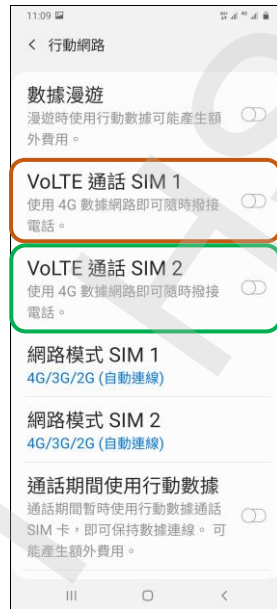 11:09
行動網路
數據漫遊
漫遊時使用行動數據可能產生額
外費用。
VoLTE 通話 SIM 1
使用 4G 數據網路即可隨時撥接
電話。
VoLTE 通話 SIM 2
使用 4G 數據網路即可隨時撥接
電話。
網路模式 SIM 1
4G/3G/2G (自動連線)
網路模式 SIM 2
4G/3G/2G (自動連線)
通話期間使用行動數據
通話期間暫時使用行動數據通話
SIM 卡，即可保持數據連線。 可
能產生額外費用。